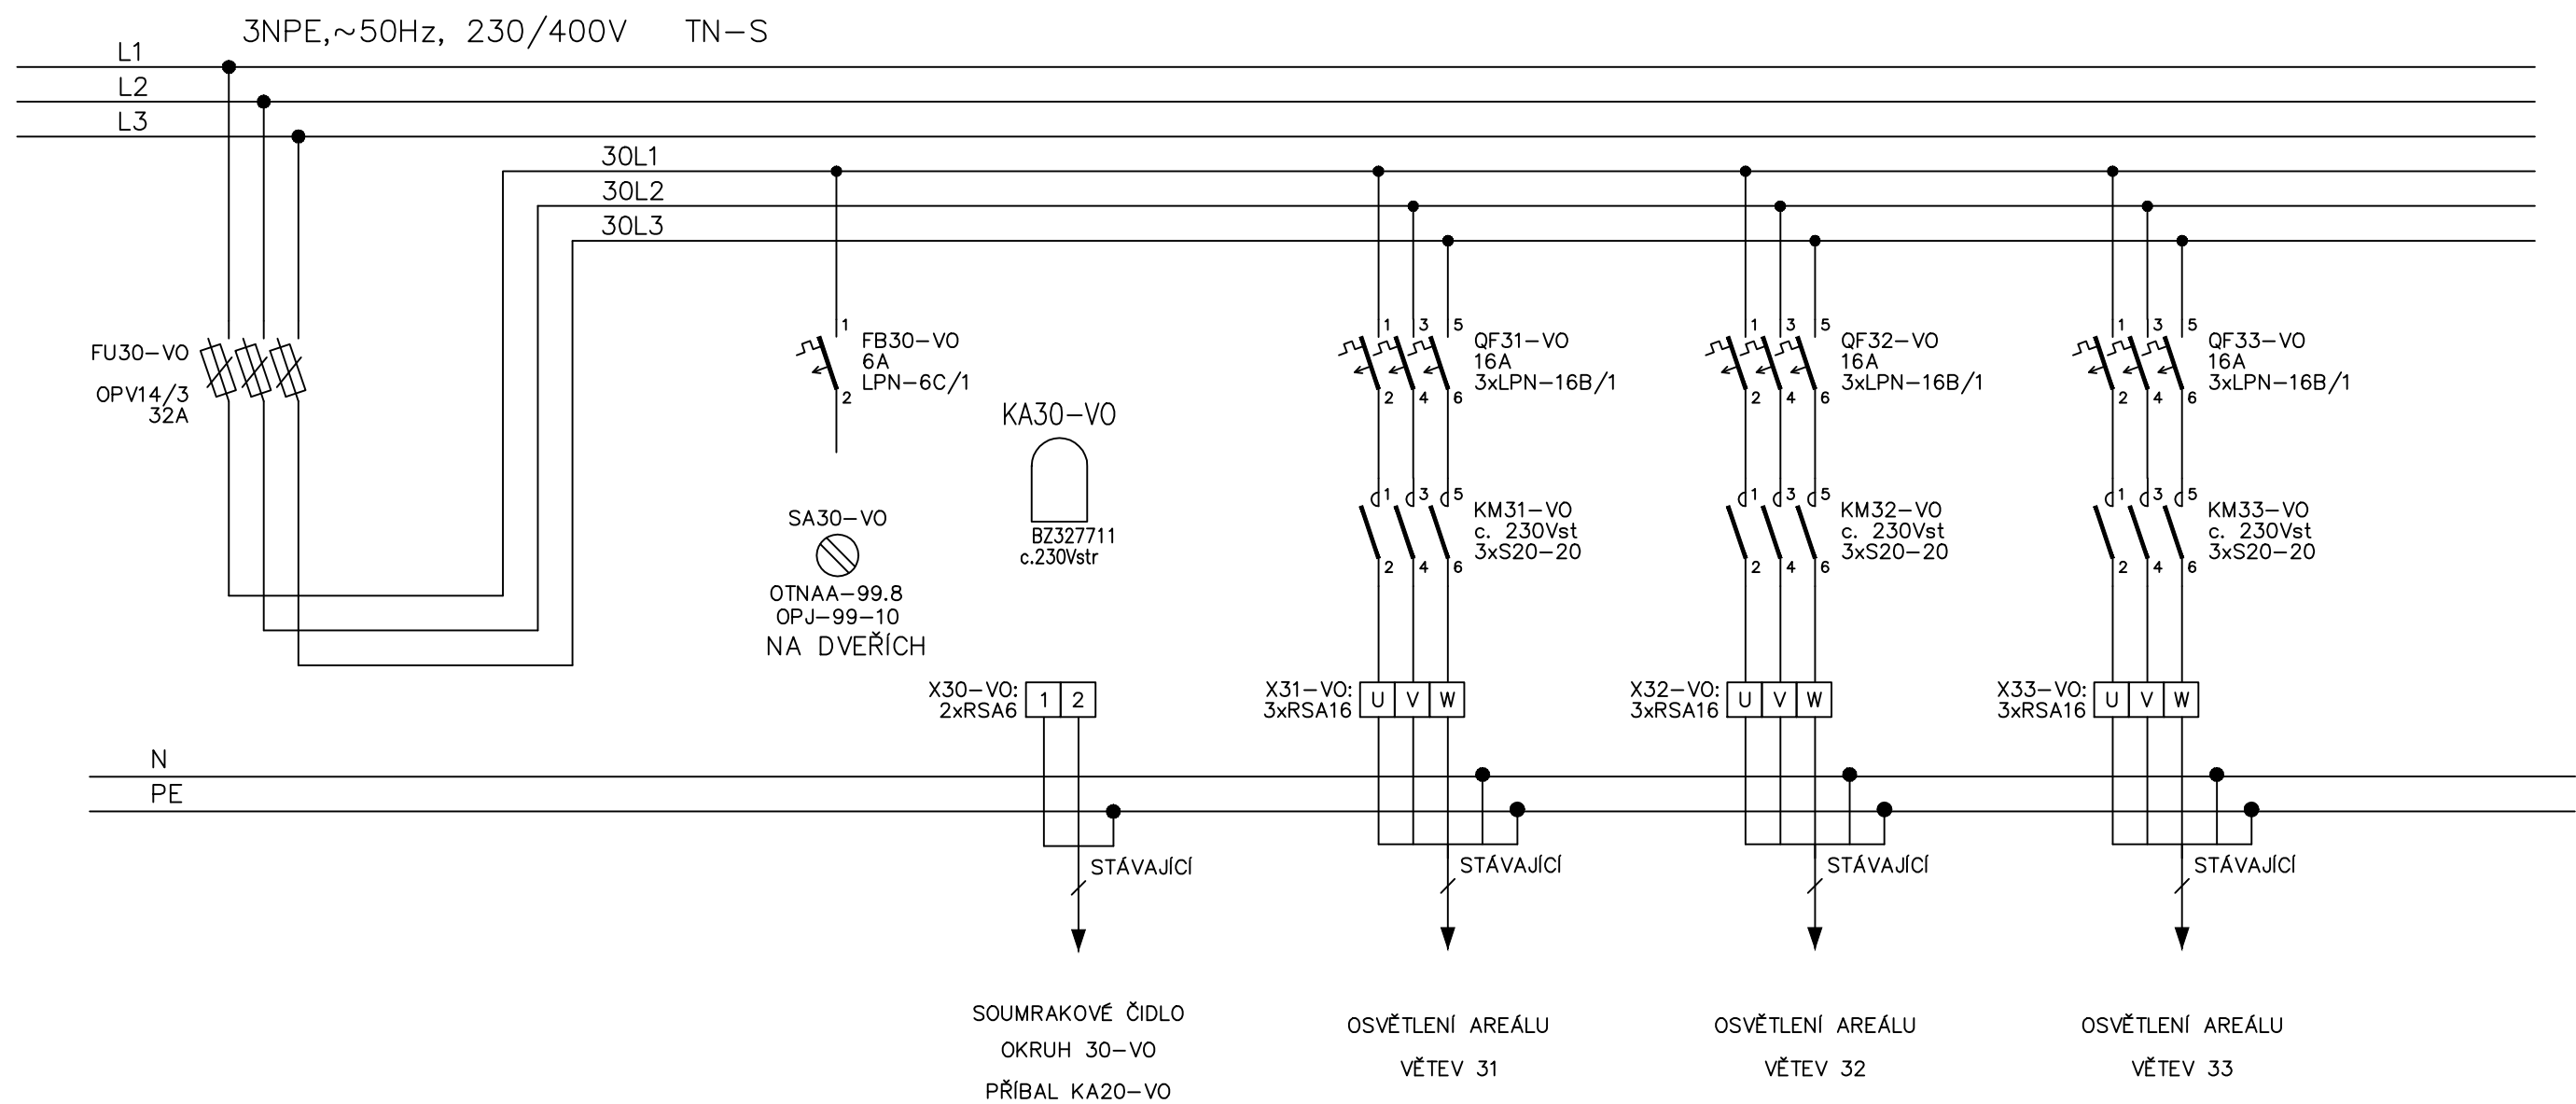 3NPE,~50Hz, 230/400V TN-S
L1
L2
L3
30L1
30L2
30L3
FU30-VO
OPV14/3
32A
1
FB30-VO
6A
LPN-6C/1
2
KA30-VO
BZ327711
c.230Vstr
SA30-VO
OTNAA-99.8
OPJ-99-10
NA DVEŘÍCH
1 3 5
QF31-VO
16A
3xLPN-16B/1
2 4 6
1 3 5
KM31-VO
c. 230Vst
3xS20-20
2 4 6
1 3 5
QF32-VO
16A
3xLPN-16B/1
2 4 6
1 3 5
KM32-VO
c. 230Vst
3xS20-20
2 4 6
1 3 5
QF33-VO
16A
3xLPN-16B/1
2 4 6
1 3 5
KM33-VO
c. 230Vst
3xS20-20
2 4 6
X30-VO: 1 2
2xRSA6
X31-VO: U V W
3xRSA16
X32-VO: U V W
3xRSA16
X33-VO: U V W
3xRSA16
N
PE
STÁVAJÍCÍ
STÁVAJÍCÍ
STÁVAJÍCÍ
STÁVAJÍCÍ
SOUMRAKOVÉ ČIDLO
OKRUH 30-VO
PŘÍBAL KA20-VO
OSVĚTLENÍ AREÁLU
VĚTEV 31
OSVĚTLENÍ AREÁLU
VĚTEV 32
OSVĚTLENÍ AREÁLU
VĚTEV 33